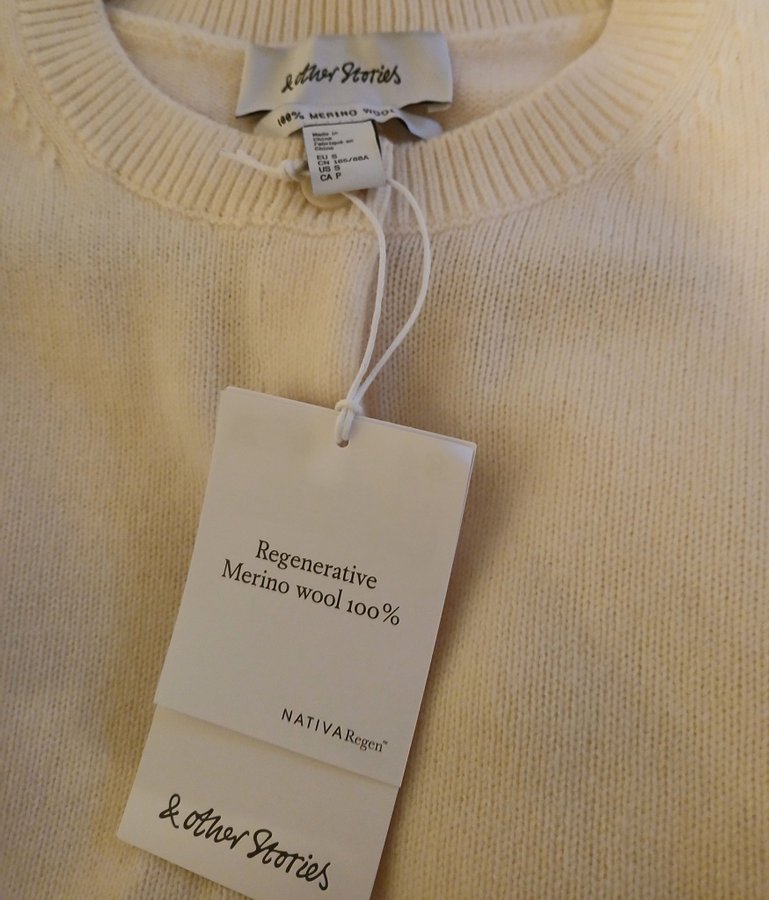 & other Stories
100% MERINO WOOL
Made in
China
Fabriqué en
Chine
EU S
CN 165/88A
US S
CA P
Regenerative
Merino wool 100%
NATIVA Regen™
& other Stories